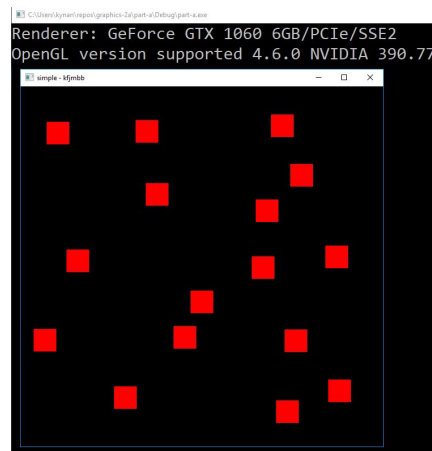 C:\Users\kynan\repos\graphics-2a\part-a\Debug\part-a.exe
Renderer: GeForce GTX 1060 6GB/PCIe/SSE2
OpenGL version supported 4.6.0 NVIDIA 390.77
simple - kfjmbb